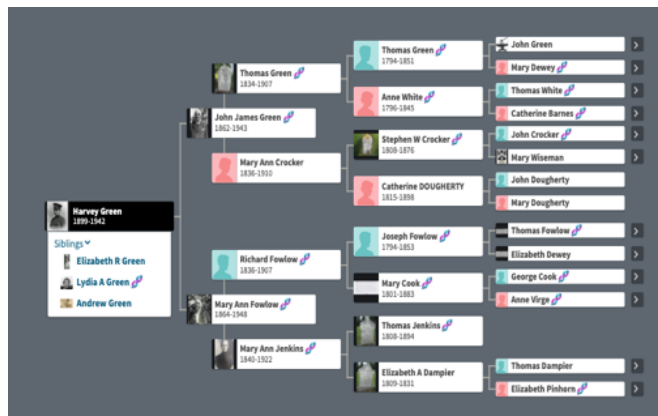 Harvey Green
1899-1942
Siblings
Elizabeth R Green
Lydia A Green
Andrew Green
John James Green
1862-1943
Mary Ann Fowlow
1864-1948
Thomas Green
1834-1907
Mary Ann Crocker
1836-1910
Richard Fowlow
1836-1907
Mary Ann Jenkins
1840-1922
Thomas Green
1794-1851
Anne White
1796-1845
Stephen W Crocker
1808-1876
Catherine DOUGHERTY
1815-1898
Joseph Fowlow
1794-1853
Mary Cook
1801-1883
Thomas Jenkins
1808-1894
Elizabeth A Dampier
1809-1831
John Green
Mary Dewey
Thomas White
Catherine Barnes
John Crocker
Mary Wiseman
John Dougherty
Mary Dougherty
Thomas Fowlow
Elizabeth Dewey
George Cook
Anne Virge
Thomas Dampier
Elizabeth Pinhorn